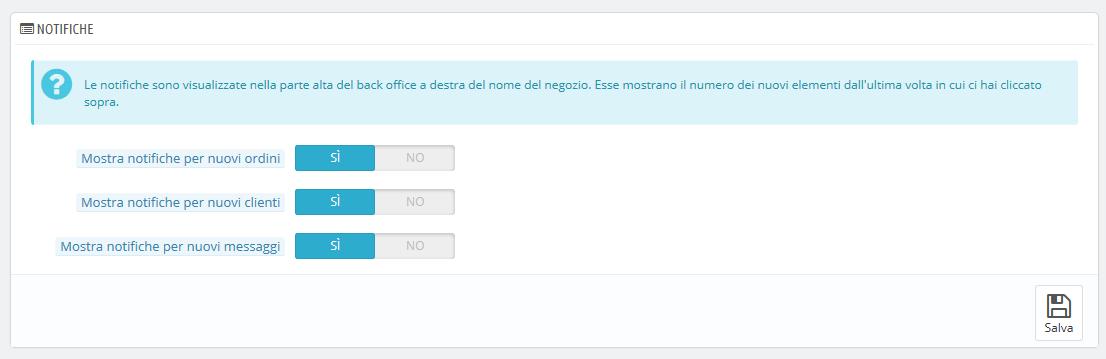 NOTIFICHE
Le notifiche sono visualizzate nella parte alta del back office a destra del nome del negozio. Esse mostrano il numero dei nuovi elementi dall'ultima volta in cui ci hai cliccato
sopra.
Mostra notifiche per nuovi ordini SÌ NO
Mostra notifiche per nuovi clienti SÌ NO
Mostra notifiche per nuovi messaggi SÌ NO
Salva